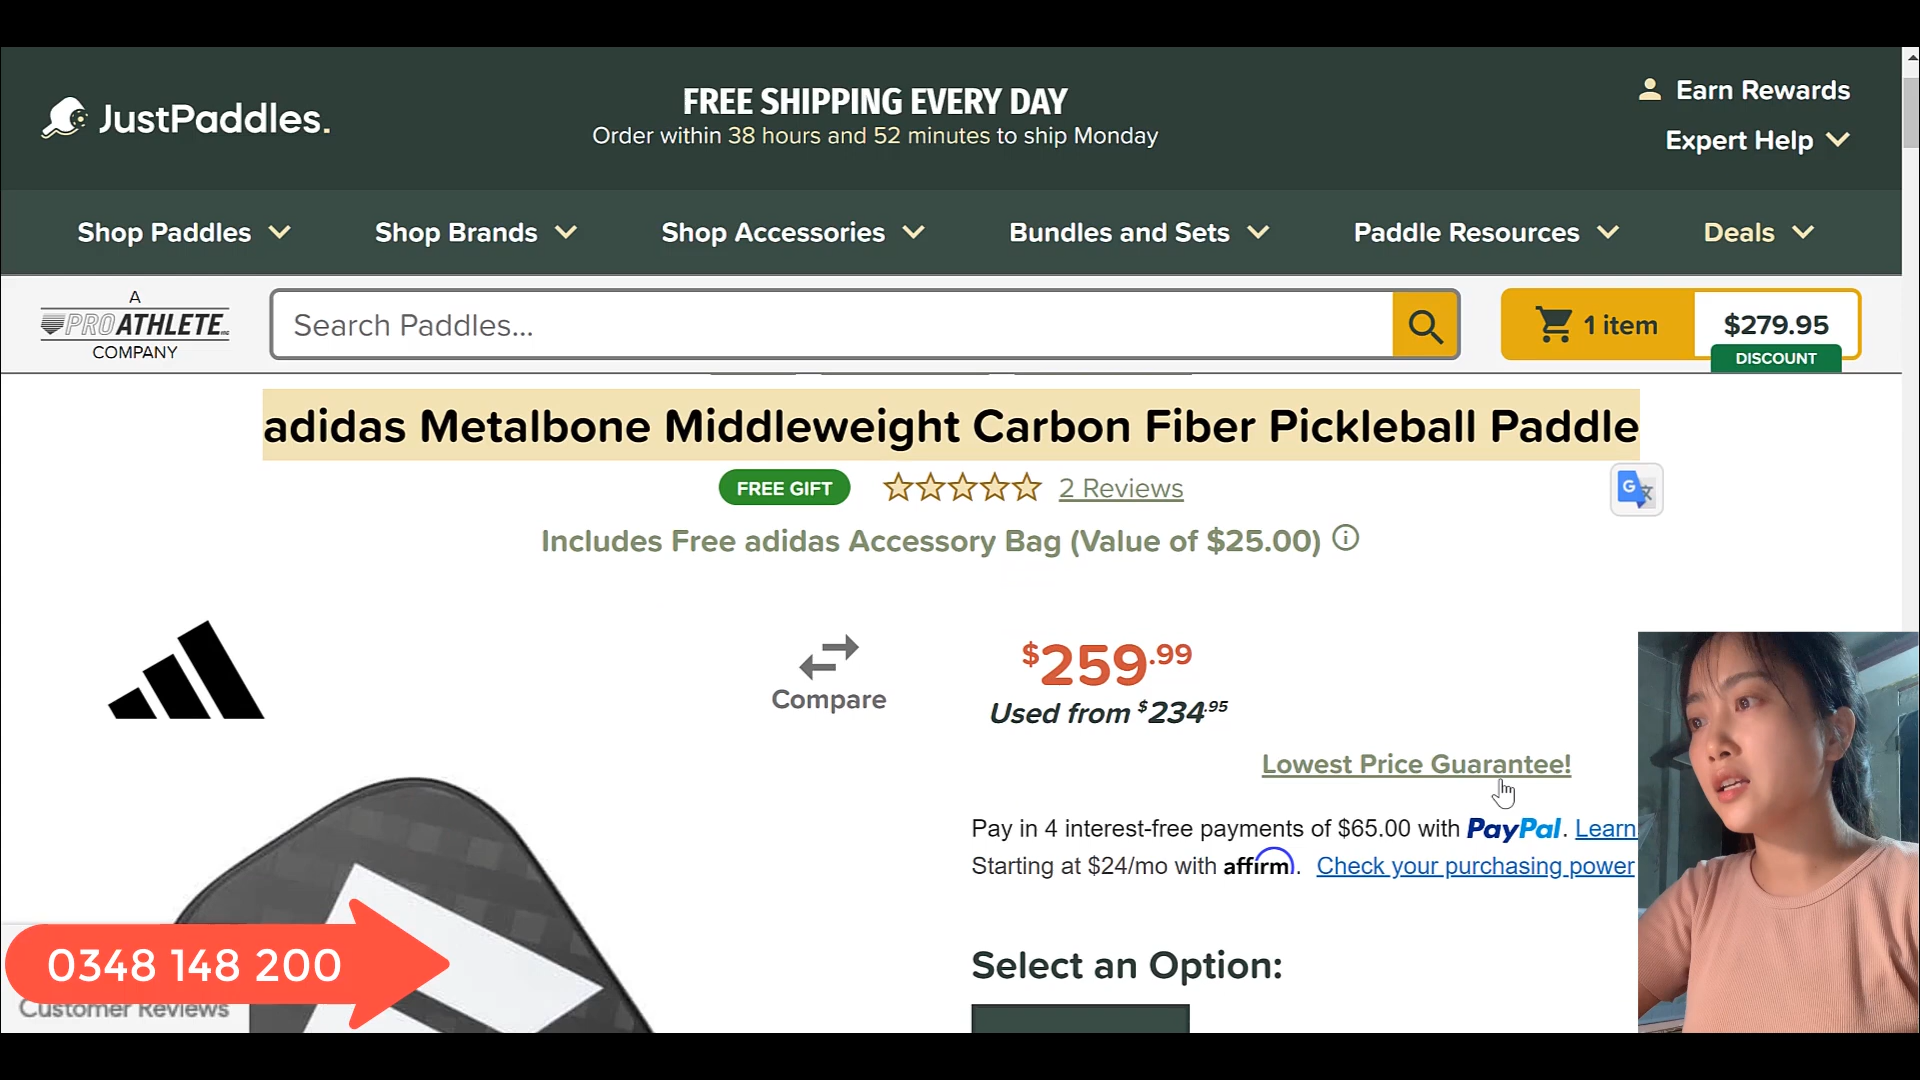 JustPaddles.
FREE SHIPPING EVERY DAY
Order within 38 hours and 52 minutes to ship Monday
Earn Rewards
Expert Help
Shop Paddles
Shop Brands
Shop Accessories
Bundles and Sets
Paddle Resources
Deals
A
PROATHLETE INC
COMPANY
Search Paddles...
1 item
$279.95
DISCOUNT
adidas Metalbone Middleweight Carbon Fiber Pickleball Paddle
FREE GIFT
2 Reviews
G
Includes Free adidas Accessory Bag (Value of $25.00)
Compare
$259.99
Used from $234.95
Lowest Price Guarantee!
Pay in 4 interest-free payments of $65.00 with PayPal. Learn
Starting at $24/mo with affirm. Check your purchasing power
Select an Option:
0348 148 200
Customer Reviews